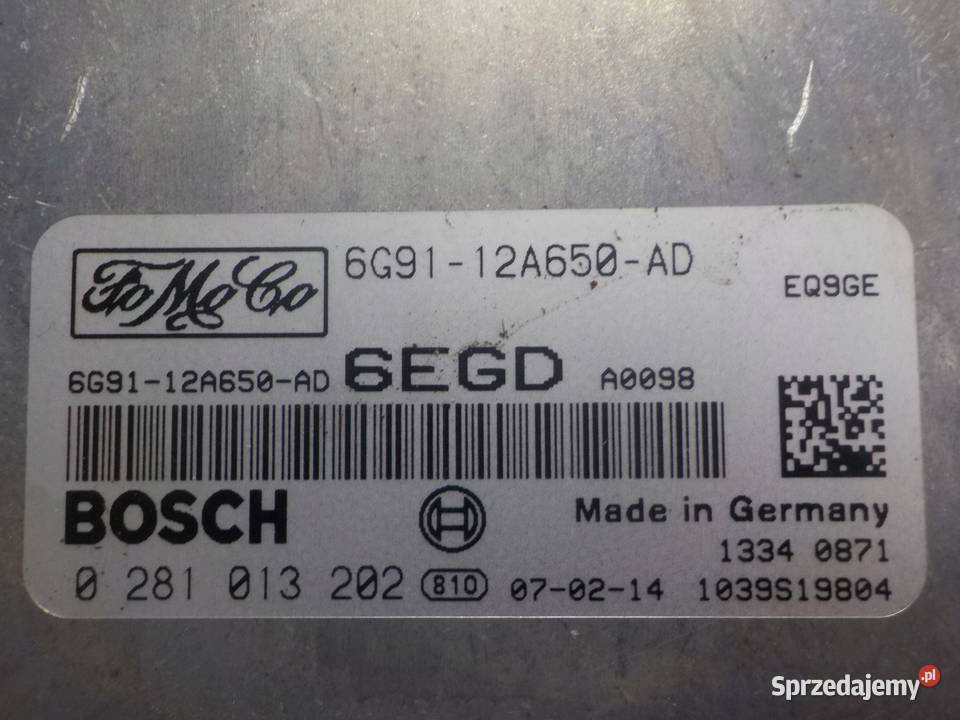 FoMoCo 6G91-12A650-AD
EQ9GE
6G91-12A650-AD 6EGD A0098
BOSCH Made in Germany
1334 0871
0 281 013 202 810 07-02-14 1039S19804
Sprzedajemy.pl